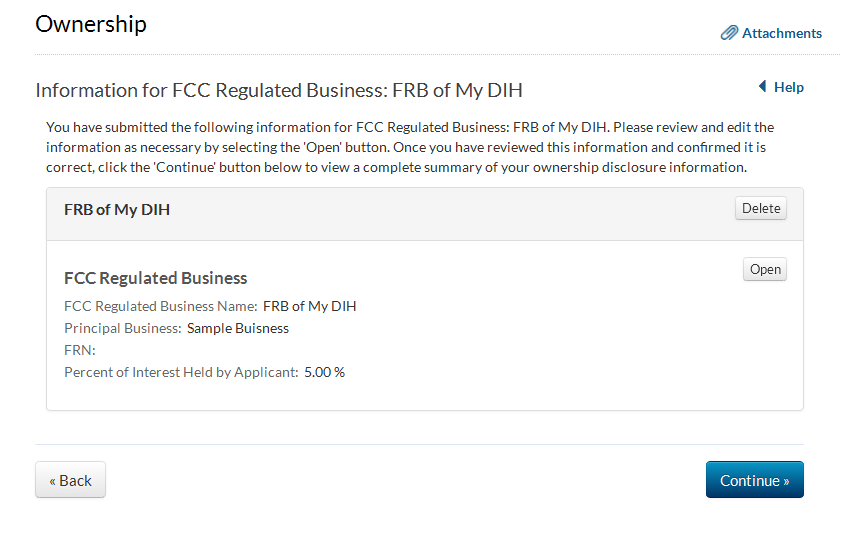 Ownership
Attachments
Information for FCC Regulated Business: FRB of My DIH
Help
You have submitted the following information for FCC Regulated Business: FRB of My DIH. Please review and edit the
information as necessary by selecting the 'Open' button. Once you have reviewed this information and confirmed it is
correct, click the 'Continue' button below to view a complete summary of your ownership disclosure information.
FRB of My DIH
Delete
FCC Regulated Business
Open
FCC Regulated Business Name: FRB of My DIH
Principal Business: Sample Buisness
FRN:
Percent of Interest Held by Applicant: 5.00 %
« Back
Continue »